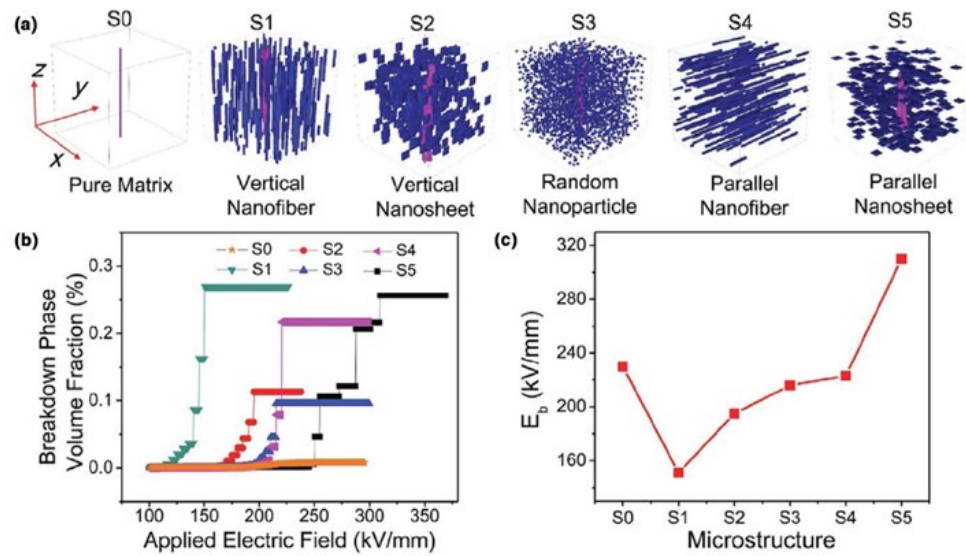 (a)
S0
S1
S2
S3
S4
S5
z
y
x
Pure Matrix
Vertical
Nanofiber
Vertical
Nanosheet
Random
Nanoparticle
Parallel
Nanofiber
Parallel
Nanosheet
(b)
Breakdown Phase
Volume Fraction (%)
0.3
0.2
0.1
0.0
S0 S2 S4
S1 S3 S5
100 150 200 250 300 350
Applied Electric Field (kV/mm)
(c)
E_b (kV/mm)
320
280
240
200
160
S0 S1 S2 S3 S4 S5
Microstructure